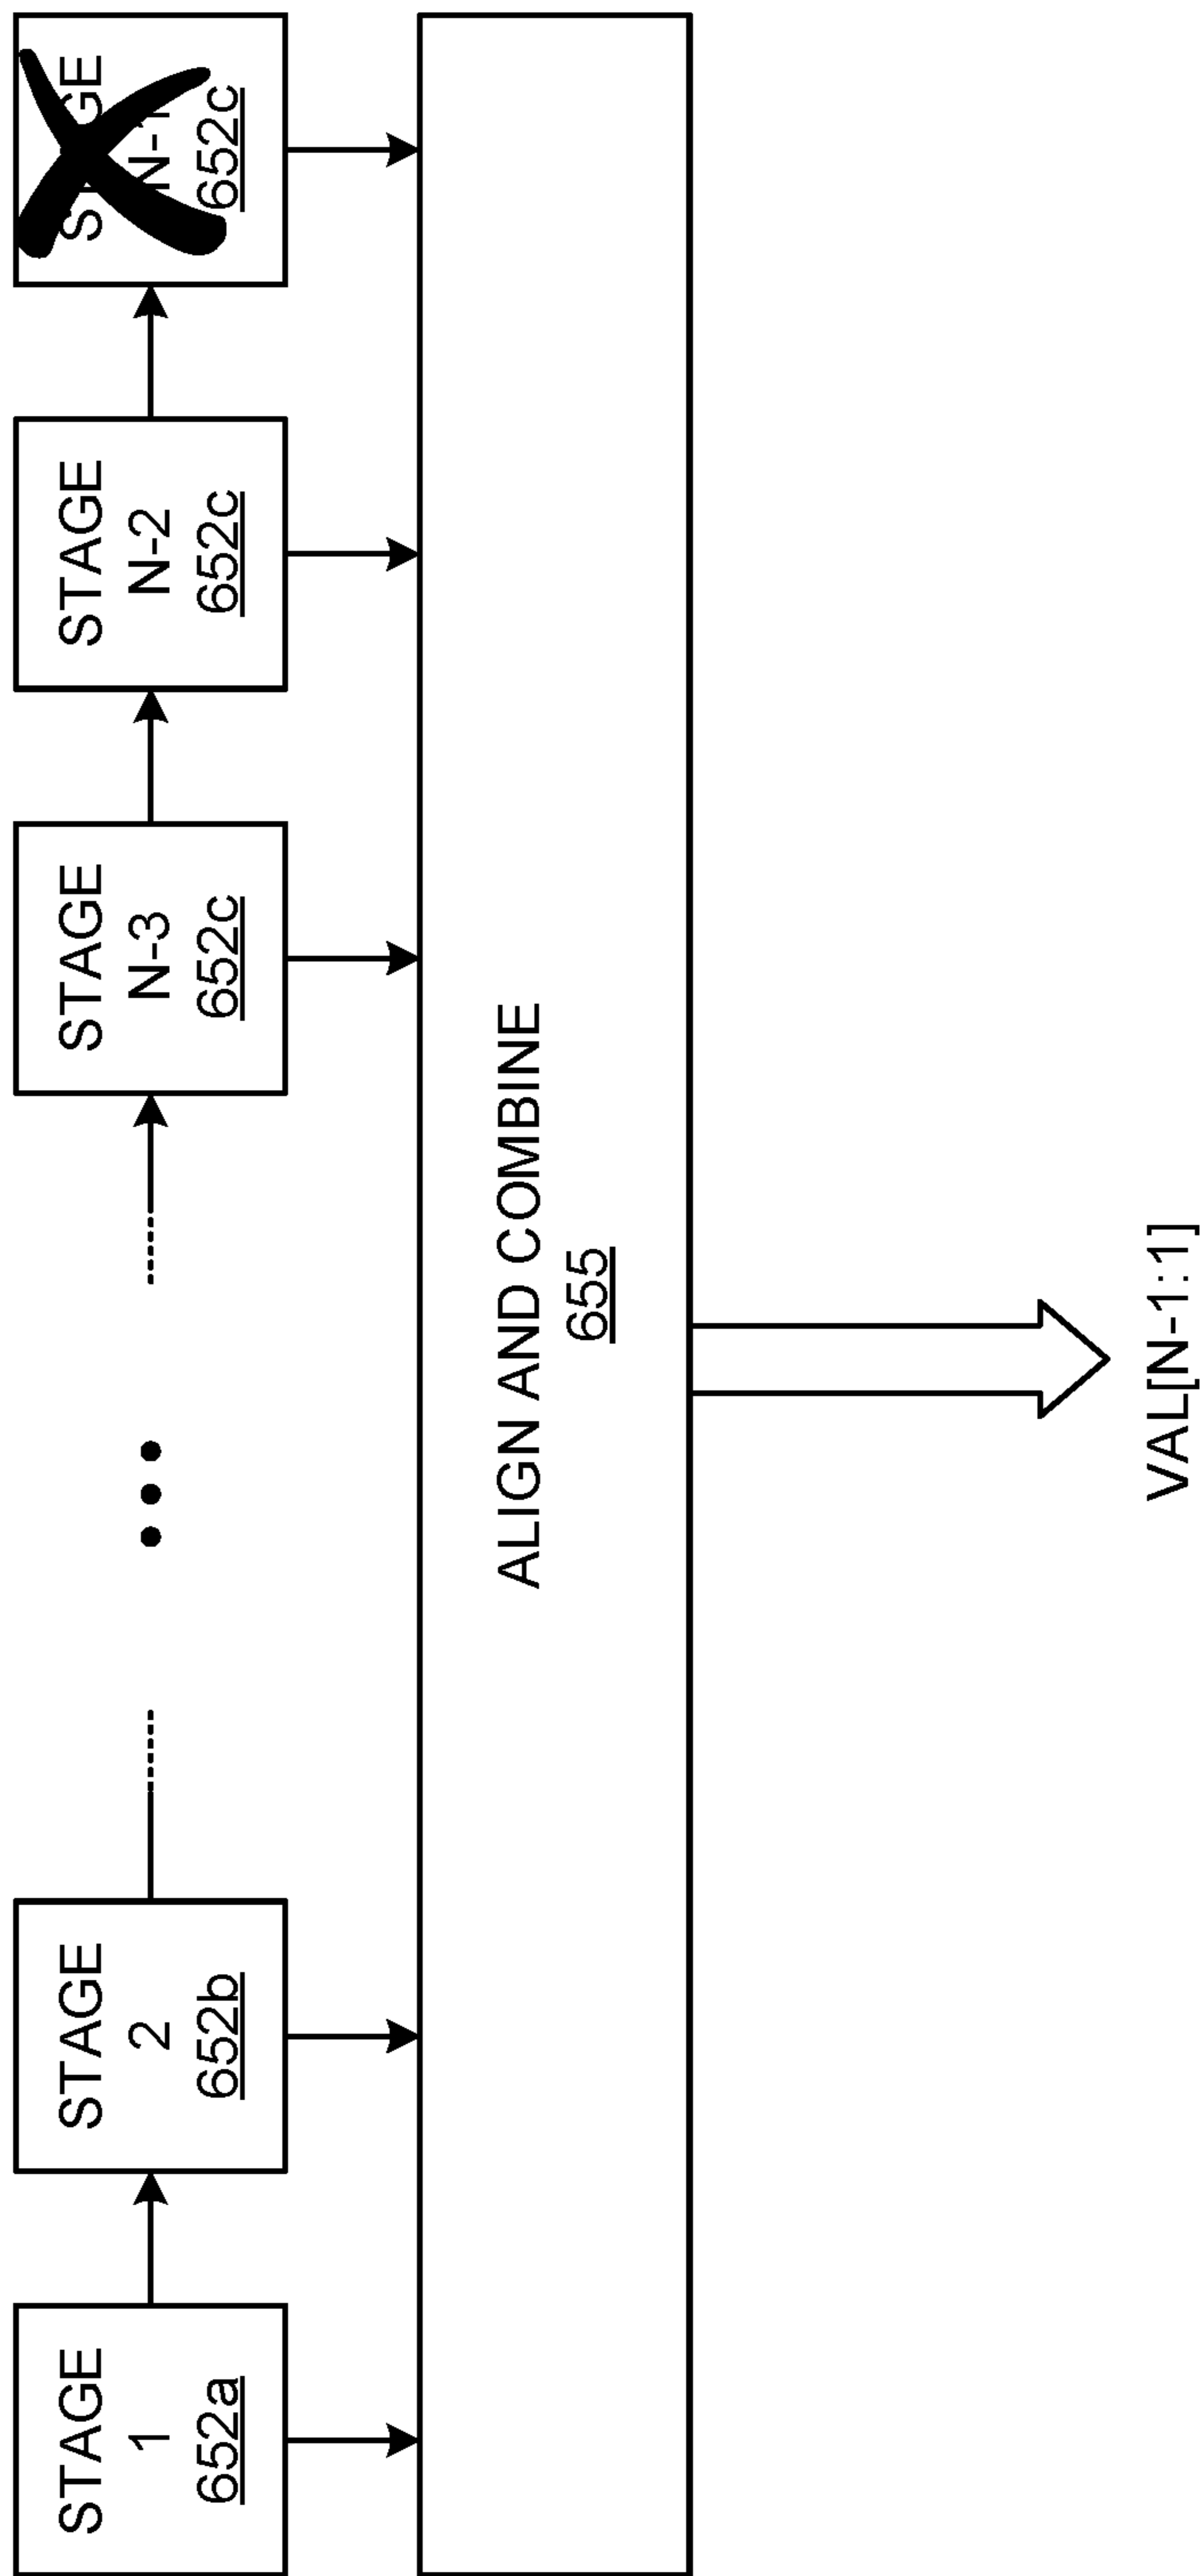 STAGE
1
652a
STAGE
2
652b
STAGE
N-3
652c
STAGE
N-2
652c
652c
ALIGN AND COMBINE
655
VAL[N-1:1]